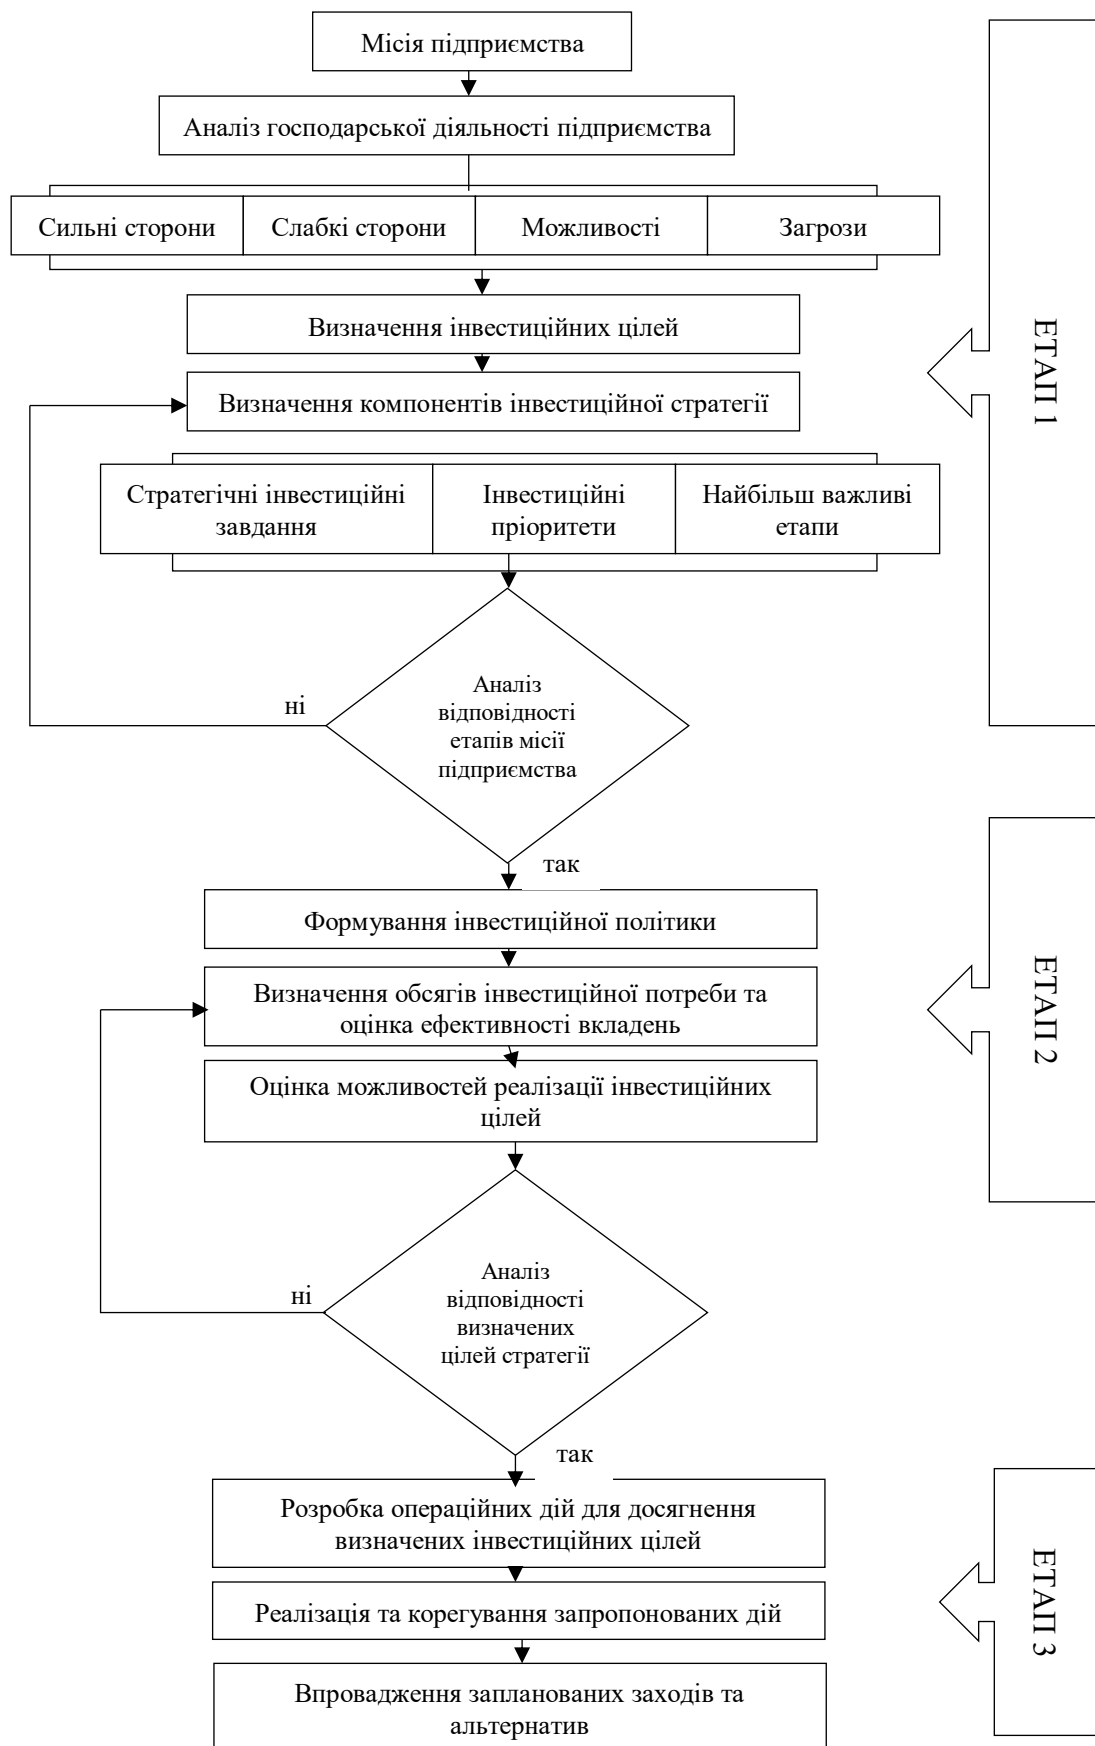 Місія підприємства
Аналіз господарської діяльності підприємства
Сильні сторони
Слабкі сторони
Можливості
Загрози
Визначення інвестиційних цілей
Визначення компонентів інвестиційної стратегії
Стратегічні інвестиційні
завдання
Інвестиційні
пріоритети
Найбільш важливі
етапи
Аналіз
відповідності
етапів місії
підприємства
ні
так
ЕТАП 1
Формування інвестиційної політики
Визначення обсягів інвестиційної потреби та
оцінка ефективності вкладень
Оцінка можливостей реалізації інвестиційних
цілей
Аналіз
відповідності
визначених
цілей стратегії
ні
так
ЕТАП 2
Розробка операційних дій для досягнення
визначених інвестиційних цілей
Реалізація та корегування запропонованих дій
Впровадження запланованих заходів та
альтернатив
ЕТАП 3